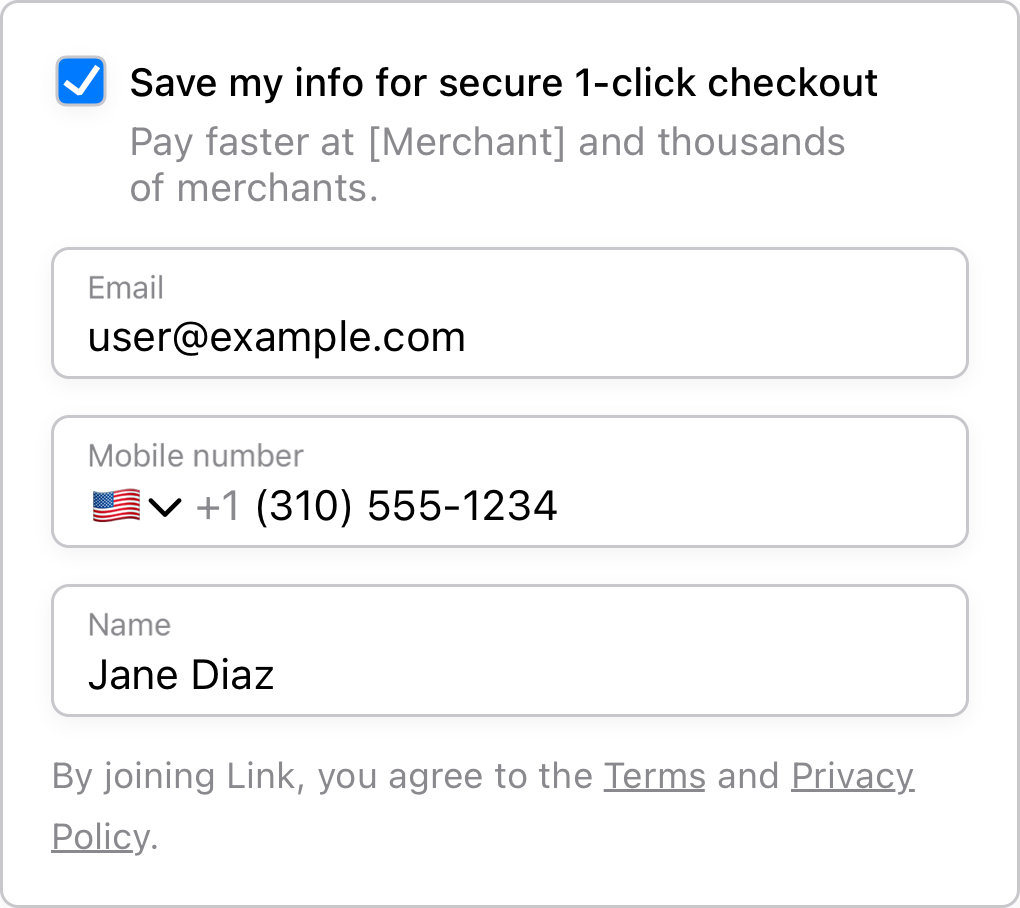 Save my info for secure 1-click checkout
Pay faster at [Merchant] and thousands
of merchants.
Email
user@example.com
Mobile number
+1 (310) 555-1234
Name
Jane Diaz
By joining Link, you agree to the Terms and Privacy
Policy.